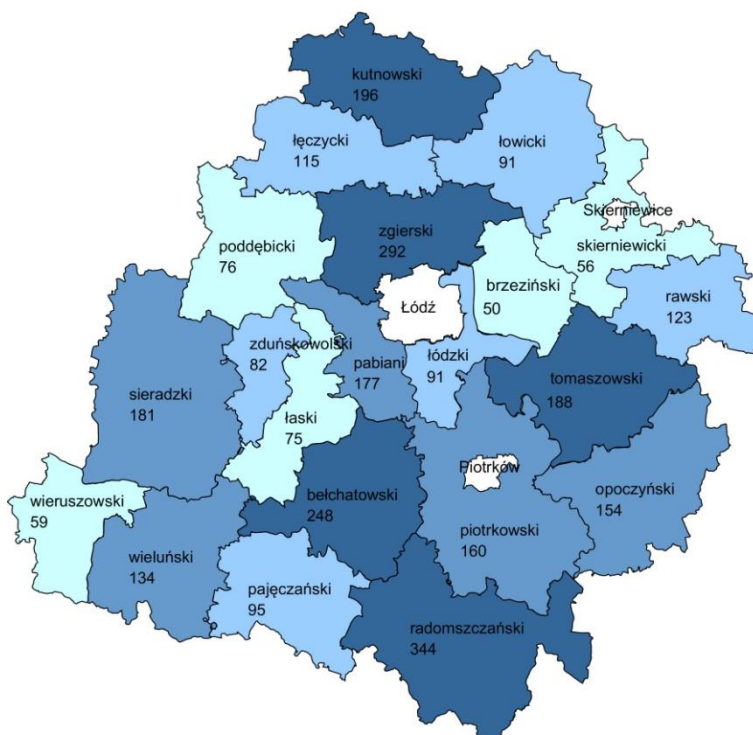 kutnowski
196
łęczycki
115
łowicki
91
Skierniewice
zgierski
292
skierniewicki
56
poddębicki
76
brzeziński
50
rawski
123
Łódź
zduńskowolski
82
pabiani
177
łódzki
91
tomaszowski
188
sieradzki
181
łaski
75
Piotrków
opoczyński
154
wieruszowski
59
bełchatowski
248
piotrkowski
160
wieluński
134
pajęczański
95
radomszczański
344